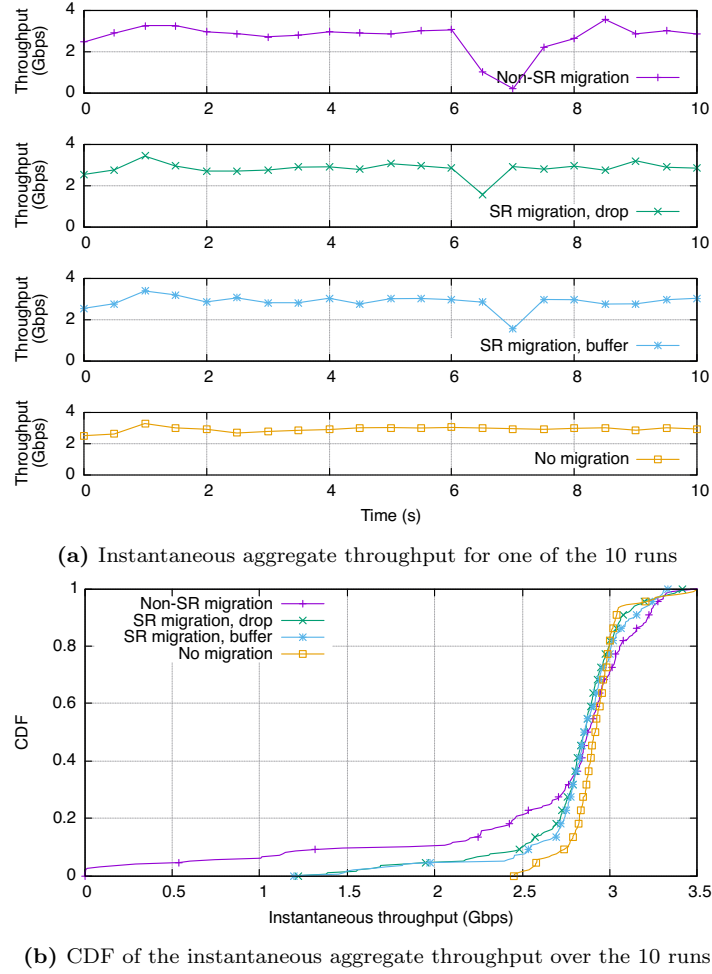 Throughput
(Gbps)
4
2
0
Non-SR migration
0 2 4 6 8 10
Throughput
(Gbps)
4
2
0
SR migration, drop
0 2 4 6 8 10
Throughput
(Gbps)
4
2
0
SR migration, buffer
0 2 4 6 8 10
Throughput
(Gbps)
4
2
0
No migration
0 2 4 6 8 10
Time (s)
(a) Instantaneous aggregate throughput for one of the 10 runs
1
0.8
0.6
0.4
0.2
0
CDF
Non-SR migration
SR migration, drop
SR migration, buffer
No migration
0 0.5 1 1.5 2 2.5 3 3.5
Instantaneous throughput (Gbps)
(b) CDF of the instantaneous aggregate throughput over the 10 runs